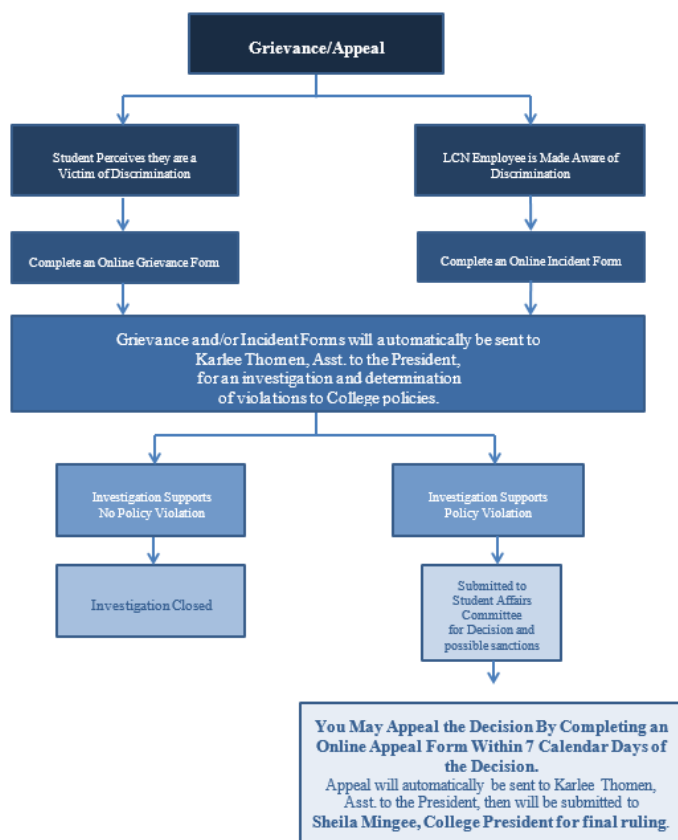 Grievance/Appeal
Student Perceives they are a
Victim of Discrimination
LCN Employee is Made Aware of
Discrimination
Complete an Online Grievance Form
Complete an Online Incident Form
Grievance and/or Incident Forms will automatically be sent to
Karlee Thomen, Asst. to the President,
for an investigation and determination
of violations to College policies.
Investigation Supports
No Policy Violation
Investigation Supports
Policy Violation
Investigation Closed
Submitted to
Student Affairs
Committee
for Decision and
possible sanctions
You May Appeal the Decision By Completing an
Online Appeal Form Within 7 Calendar Days of
the Decision.
Appeal will automatically be sent to Karlee Thomen,
Asst. to the President, then will be submitted to
Sheila Mingee, College President for final ruling.